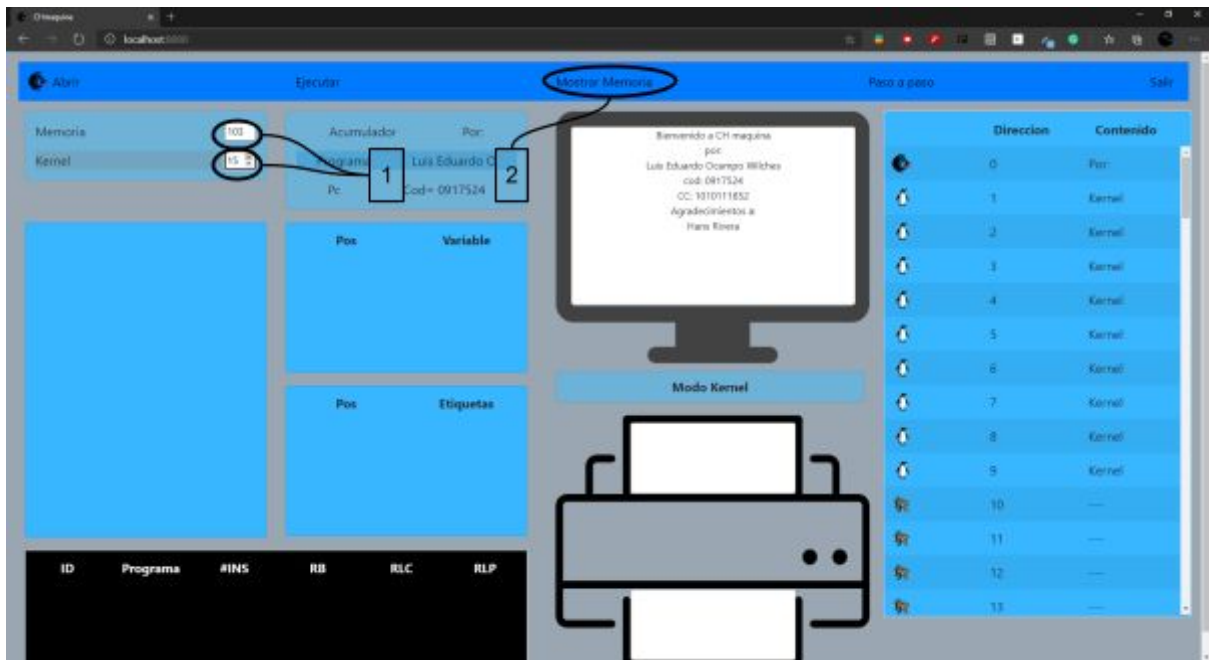 CH maquina
localhost
Abrir
Ejecutar
Mostrar Memoria
Paso a paso
Salir
Memoria
Kernel
15
Acumulador Por:
Luis Eduardo O
Pc Cod= 0917524
1
2
Pos Variable
Pos Etiquetas
ID Programa #INS RB RLC RLP
Bienvenido a CH maquina
por:
Luis Eduardo Ocampo Wilches
cod: 0917524
CC: 1010111652
Agradecimientos a:
Hans Rivera
Modo Kernel
Direccion Contenido
0 Por:
1 Kernel
2 Kernel
3 Kernel
4 Kernel
5 Kernel
6 Kernel
7 Kernel
8 Kernel
9 Kernel
10 ----
11 ----
12 ----
13 ----